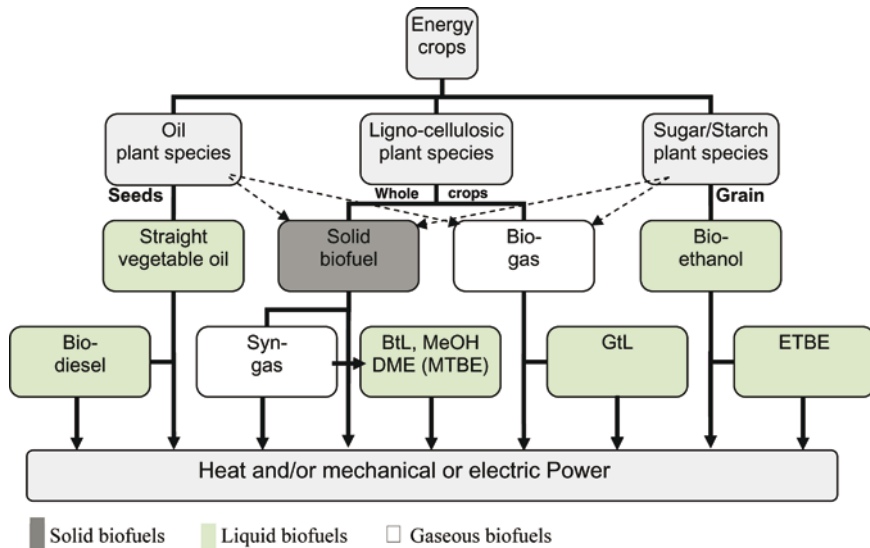 Energy
crops
Oil
plant species
Ligno-cellulosic
plant species
Sugar/Starch
plant species
Seeds
Whole crops
Grain
Straight
vegetable oil
Solid
biofuel
Bio-
gas
Bio-
ethanol
Bio-
diesel
Syn-
gas
BtL, MeOH
DME (MTBE)
GtL
ETBE
Heat and/or mechanical or electric Power
Solid biofuels
Liquid biofuels
Gaseous biofuels